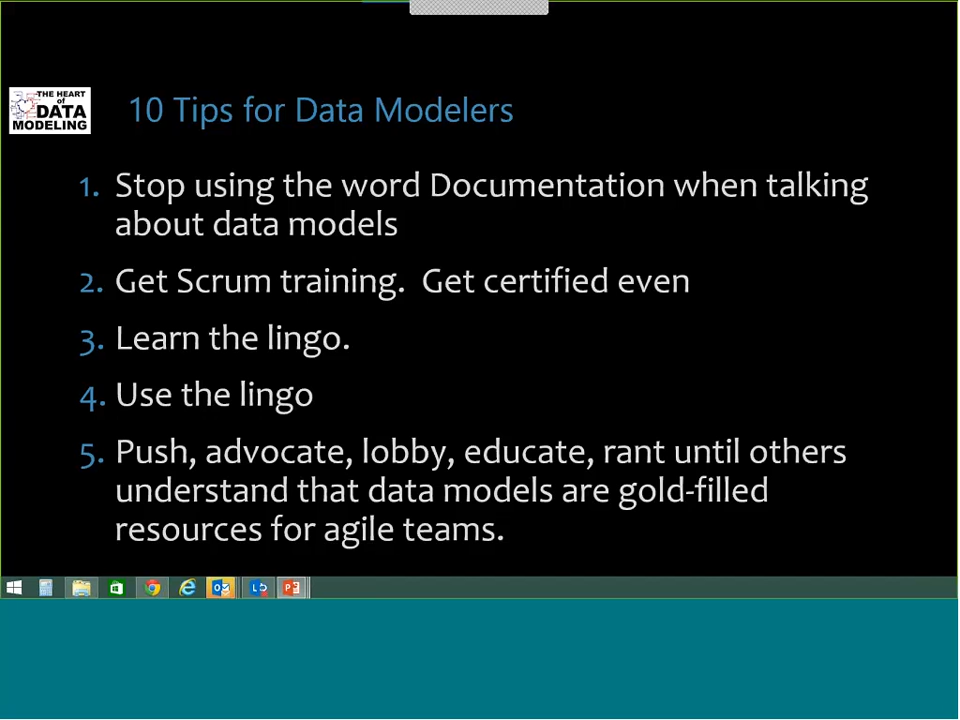 THE HEART
of
DATA
MODELING
10 Tips for Data Modelers
1. Stop using the word Documentation when talking
about data models
2. Get Scrum training.  Get certified even
3. Learn the lingo.
4. Use the lingo
5. Push, advocate, lobby, educate, rant until others
understand that data models are gold-filled
resources for agile teams.